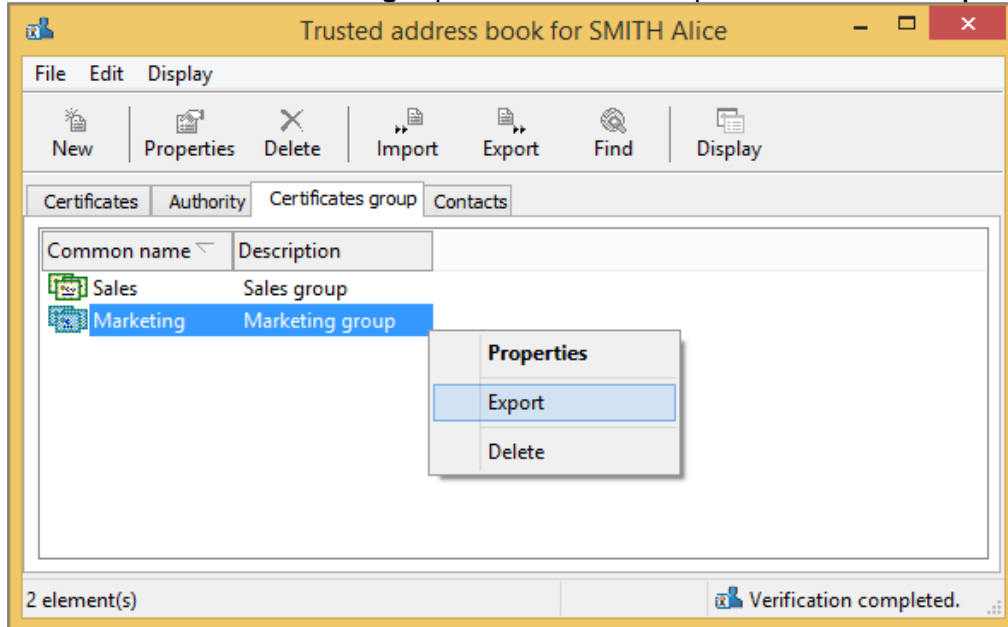 Trusted address book for SMITH Alice
File Edit Display
New Properties Delete Import Export Find Display
Certificates Authority Certificates group Contacts
Common name Description
Sales Sales group
Marketing Marketing group
Properties
Export
Delete
2 element(s) Verification completed.